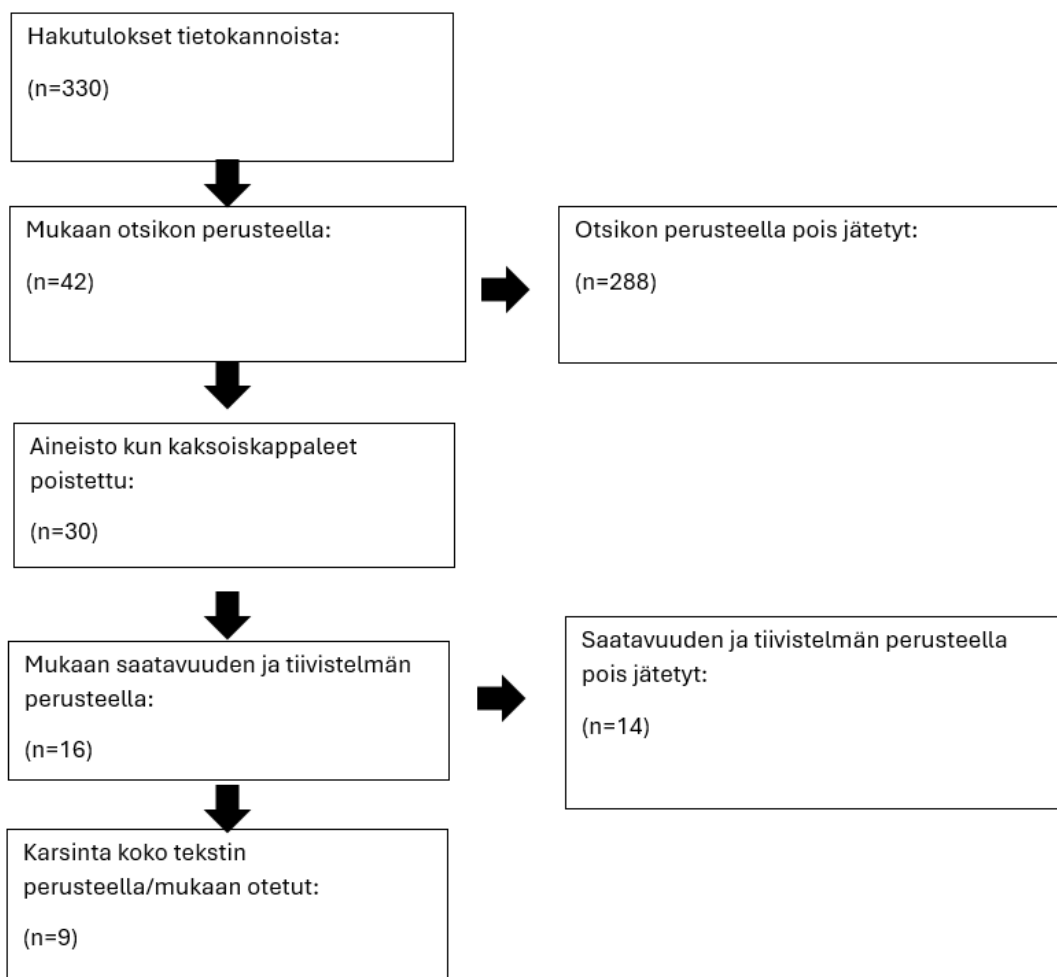 Hakutulokset tietokannoista:
(n=330)
Mukaan otsikon perusteella:
(n=42)
Otsikon perusteella pois jätetyt:
(n=288)
Aineisto kun kaksoiskappaleet
poistettu:
(n=30)
Mukaan saatavuuden ja tiivistelmän
perusteella:
(n=16)
Saatavuuden ja tiivistelmän perusteella
pois jätetyt:
(n=14)
Karsinta koko tekstin
perusteella/mukaan otetut:
(n=9)